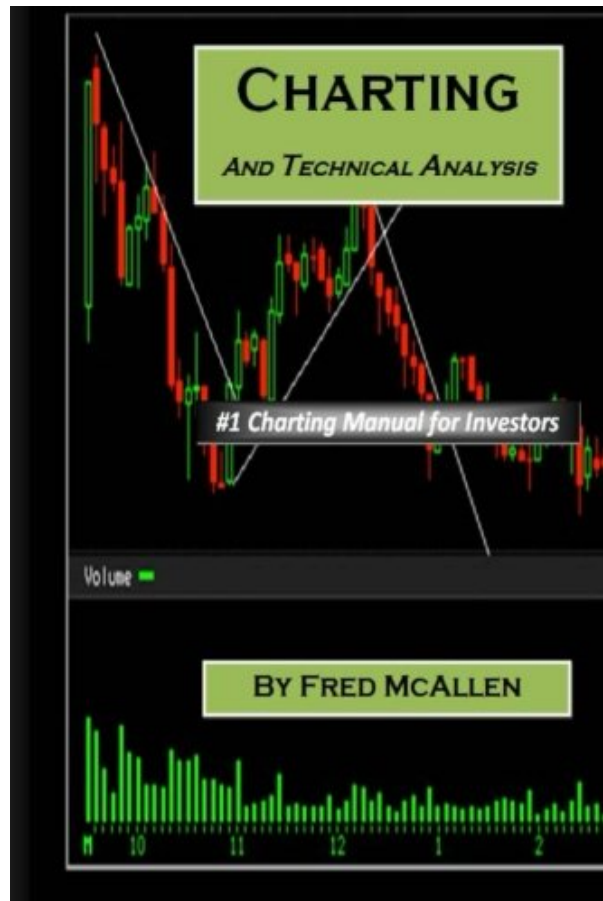 CHARTING
AND TECHNICAL ANALYSIS
#1 Charting Manual for Investors
Volume
BY FRED MCALLEN
M 10 11 12 1 2